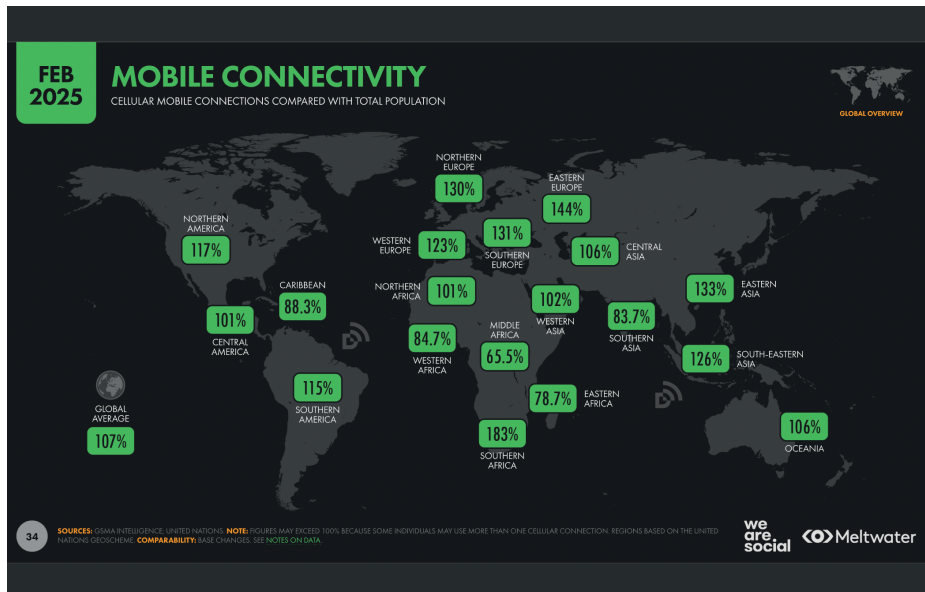 FEB
2025
MOBILE CONNECTIVITY
CELLULAR MOBILE CONNECTIONS COMPARED WITH TOTAL POPULATION
GLOBAL OVERVIEW
NORTHERN
EUROPE
130%
EASTERN
EUROPE
144%
NORTHERN
AMERICA
117%
WESTERN
EUROPE
123%
131%
SOUTHERN
EUROPE
106%
CENTRAL
ASIA
CARIBBEAN
88.3%
NORTHERN
AFRICA
101%
102%
WESTERN
ASIA
133%
EASTERN
ASIA
101%
CENTRAL
AMERICA
84.7%
WESTERN
AFRICA
MIDDLE
AFRICA
65.5%
83.7%
SOUTHERN
ASIA
126%
SOUTH-EASTERN
ASIA
115%
SOUTHERN
AMERICA
78.7%
EASTERN
AFRICA
GLOBAL
AVERAGE
107%
183%
SOUTHERN
AFRICA
106%
OCEANIA
34
SOURCES: GSMA INTELLIGENCE; UNITED NATIONS. NOTE: FIGURES MAY EXCEED 100% BECAUSE SOME INDIVIDUALS MAY USE MORE THAN ONE CELLULAR CONNECTION. REGIONS BASED ON THE UNITED
NATIONS GEOSCHEME. COMPARABILITY: BASE CHANGES. SEE NOTES ON DATA.
we
are
social
Meltwater